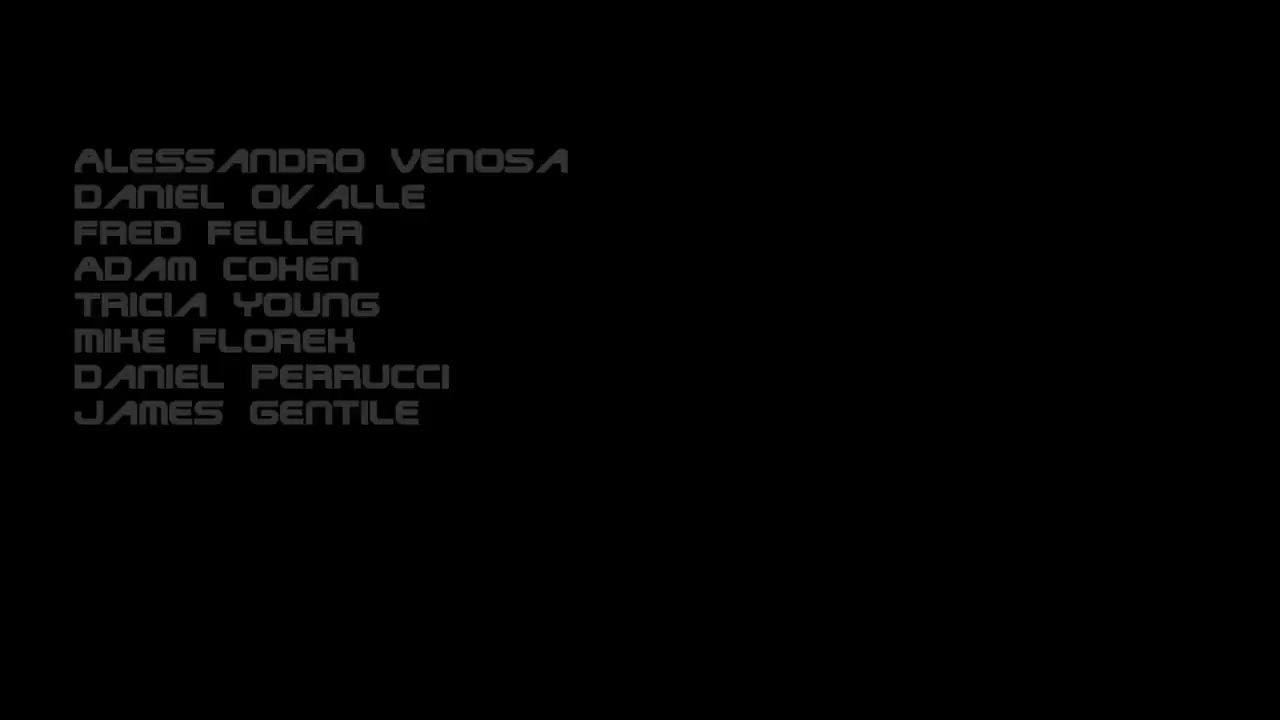 ALESSANDRO VENOSA
DANIEL OVALLE
FRED FELLER
ADAM COHEN
TRICIA YOUNG
MIKE FLOREK
DANIEL PERRUCCI
JAMES GENTILE